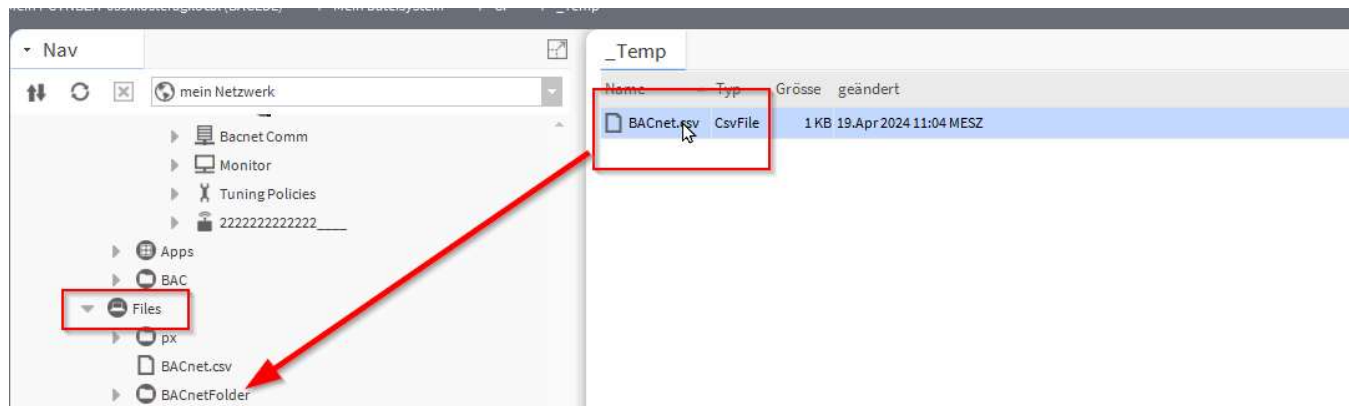 Nav
_Temp
mein Netzwerk
Name Typ Grösse geändert
BACnet.csv CsvFile 1 KB 19.Apr 2024 11:04 MESZ
Bacnet Comm
Monitor
Tuning Policies
2222222222222____
Apps
BAC
Files
px
BACnet.csv
BACnetFolder